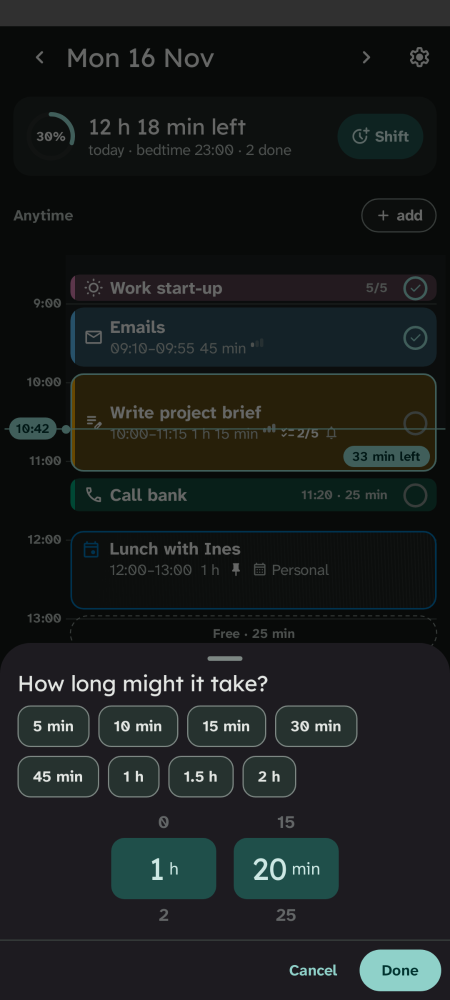 Mon 16 Nov
30%
12 h 18 min left
today · bedtime 23:00 · 2 done
Shift
Anytime
+ add
Work start-up
5/5
9:00
Emails
09:10–09:55 45 min
10:00
Write project brief
10:42
10:00–11:15 1 h 15 min
2/5
11:00
33 min left
Call bank
11:20 · 25 min
12:00
Lunch with Ines
12:00–13:00 1 h
Personal
13:00
Free · 25 min
How long might it take?
5 min
10 min
15 min
30 min
45 min
1 h
1.5 h
2 h
0
15
1 h
20 min
2
25
Cancel
Done